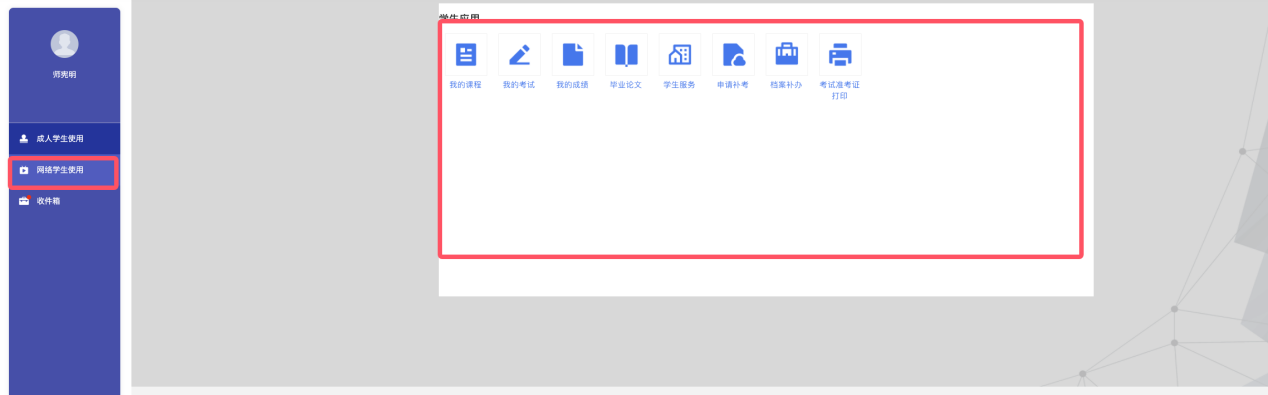 师宪明
成人学生使用
网络学生使用
收件箱
学生应用
我的课程
我的考试
我的成绩
毕业论文
学生服务
申请补考
档案补办
考试准考证
打印